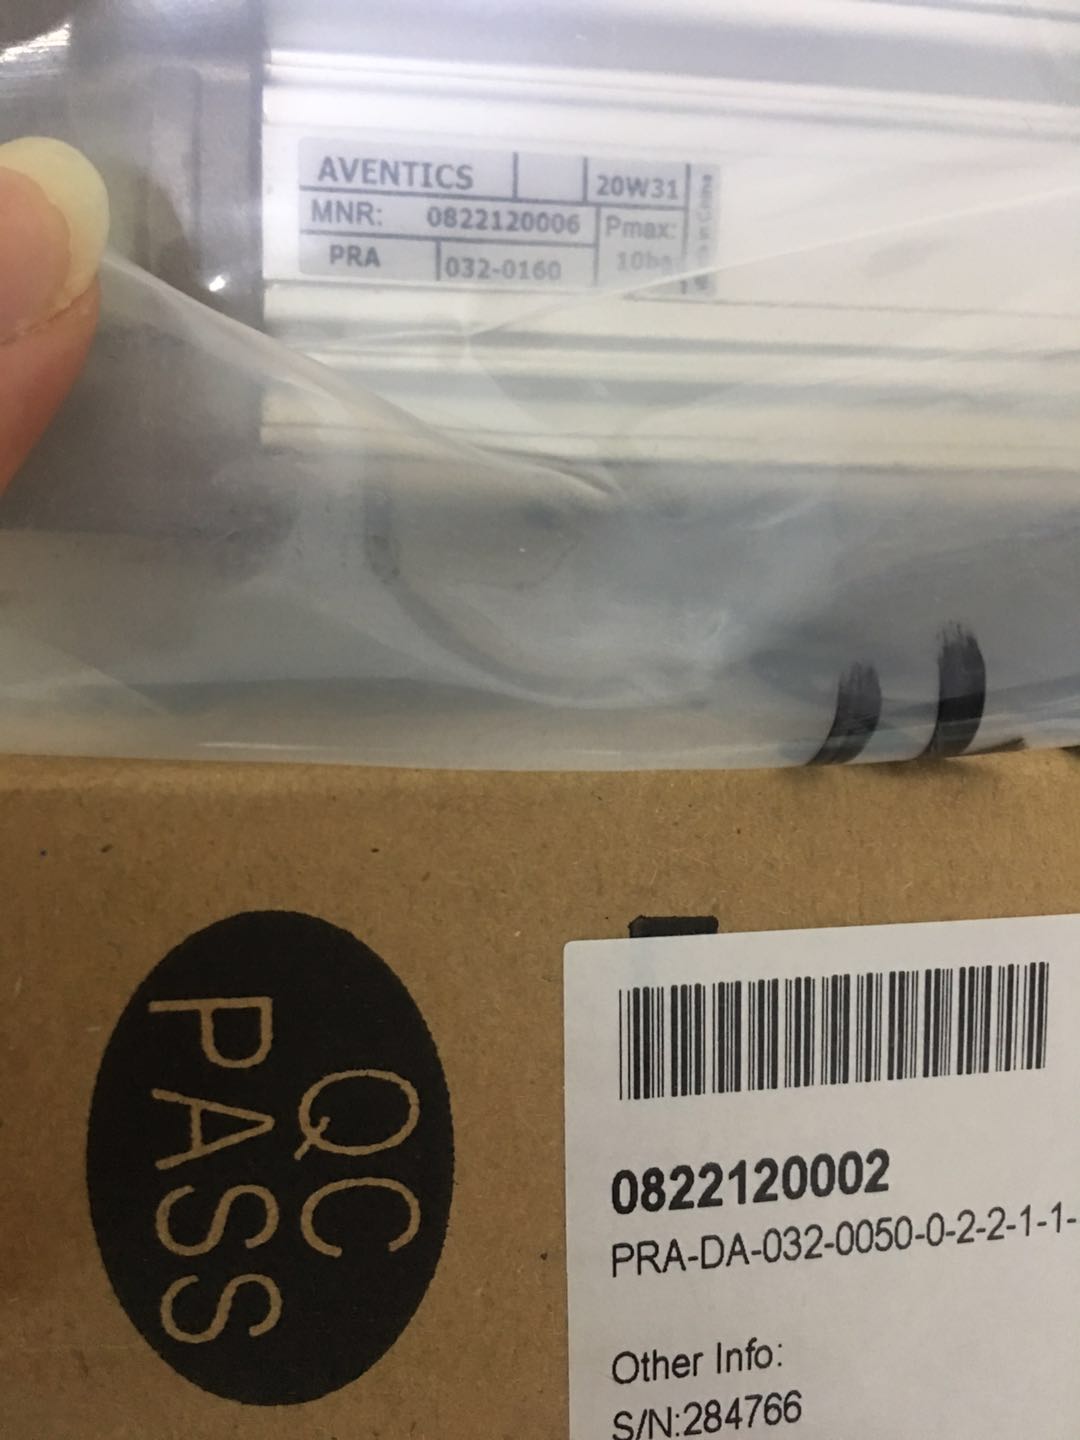 AVENTICS 20W31
MNR: 0822120006 Pmax:
PRA 032-0160
QC
PASS
0822120002
PRA-DA-032-0050-0-2-2-1-1-
Other Info:
S/N:284766